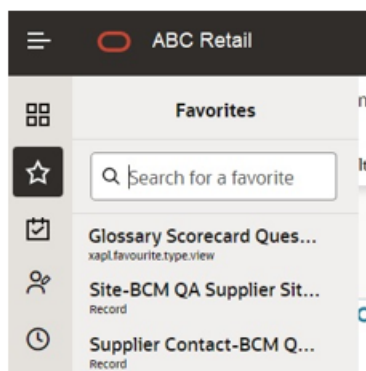 ABC Retail
Favorites
Search for a favorite
Glossary Scorecard Ques...
xapl.favourite.type.view
Site-BCM QA Supplier Sit...
Record
Supplier Contact-BCM Q...
Record